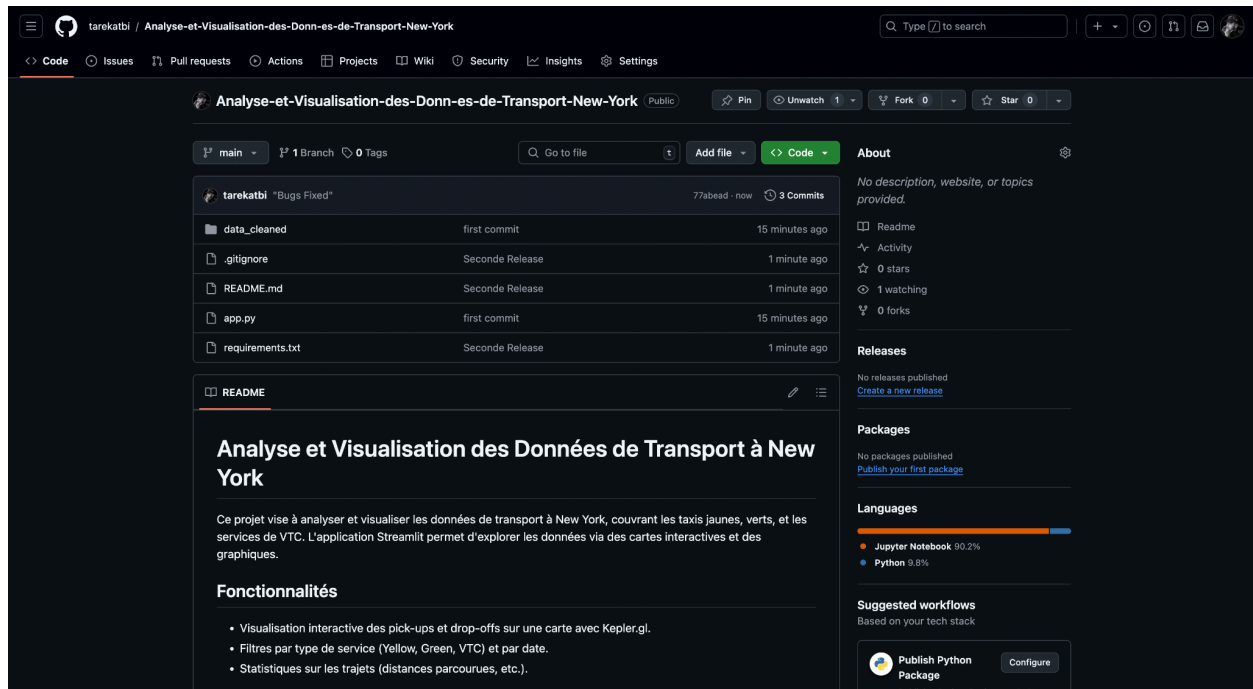 tarekatbi / Analyse-et-Visualisation-des-Donn-es-de-Transport-New-York
Type / to search
Code Issues Pull requests Actions Projects Wiki Security Insights Settings
Analyse-et-Visualisation-des-Donn-es-de-Transport-New-York Public
Pin Unwatch 1 Fork 0 Star 0
main 1 Branch 0 Tags Go to file t Add file Code
tarekatbi "Bugs Fixed" 77abead · now 3 Commits
data_cleaned first commit 15 minutes ago
.gitignore Seconde Release 1 minute ago
README.md Seconde Release 1 minute ago
app.py first commit 15 minutes ago
requirements.txt Seconde Release 1 minute ago
README
Analyse et Visualisation des Données de Transport à New
York
Ce projet vise à analyser et visualiser les données de transport à New York, couvrant les taxis jaunes, verts, et les
services de VTC. L'application Streamlit permet d'explorer les données via des cartes interactives et des
graphiques.
Fonctionnalités
• Visualisation interactive des pick-ups et drop-offs sur une carte avec Kepler.gl.
• Filtres par type de service (Yellow, Green, VTC) et par date.
• Statistiques sur les trajets (distances parcourues, etc.).
About
No description, website, or topics
provided.
Readme
Activity
0 stars
1 watching
0 forks
Releases
No releases published
Create a new release
Packages
No packages published
Publish your first package
Languages
Jupyter Notebook 90.2%
Python 9.8%
Suggested workflows
Based on your tech stack
Publish Python
Package
Configure